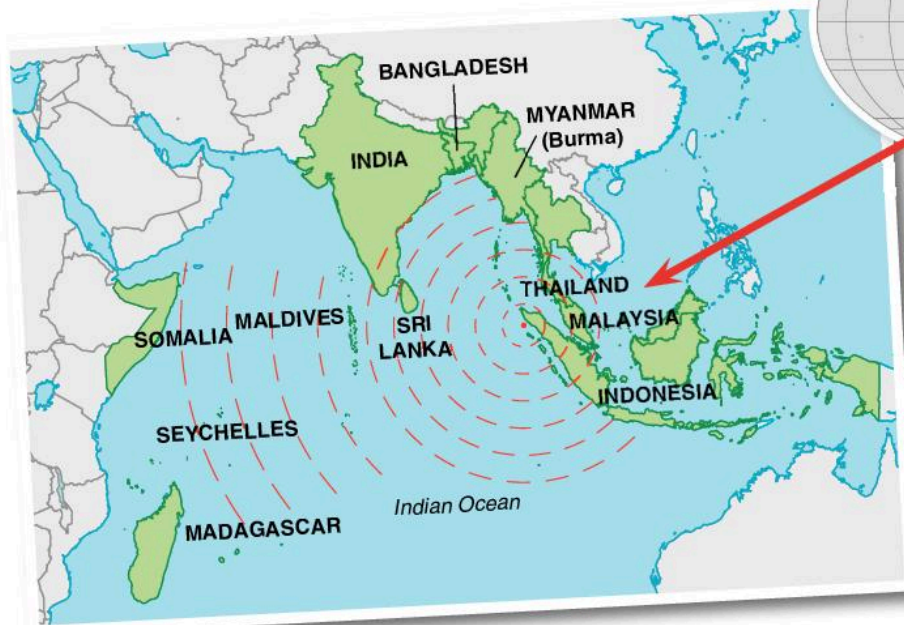 BANGLADESH
MYANMAR
(Burma)
INDIA
THAILAND
SOMALIA
MALDIVES
SRI
LANKA
MALAYSIA
INDONESIA
SEYCHELLES
Indian Ocean
MADAGASCAR